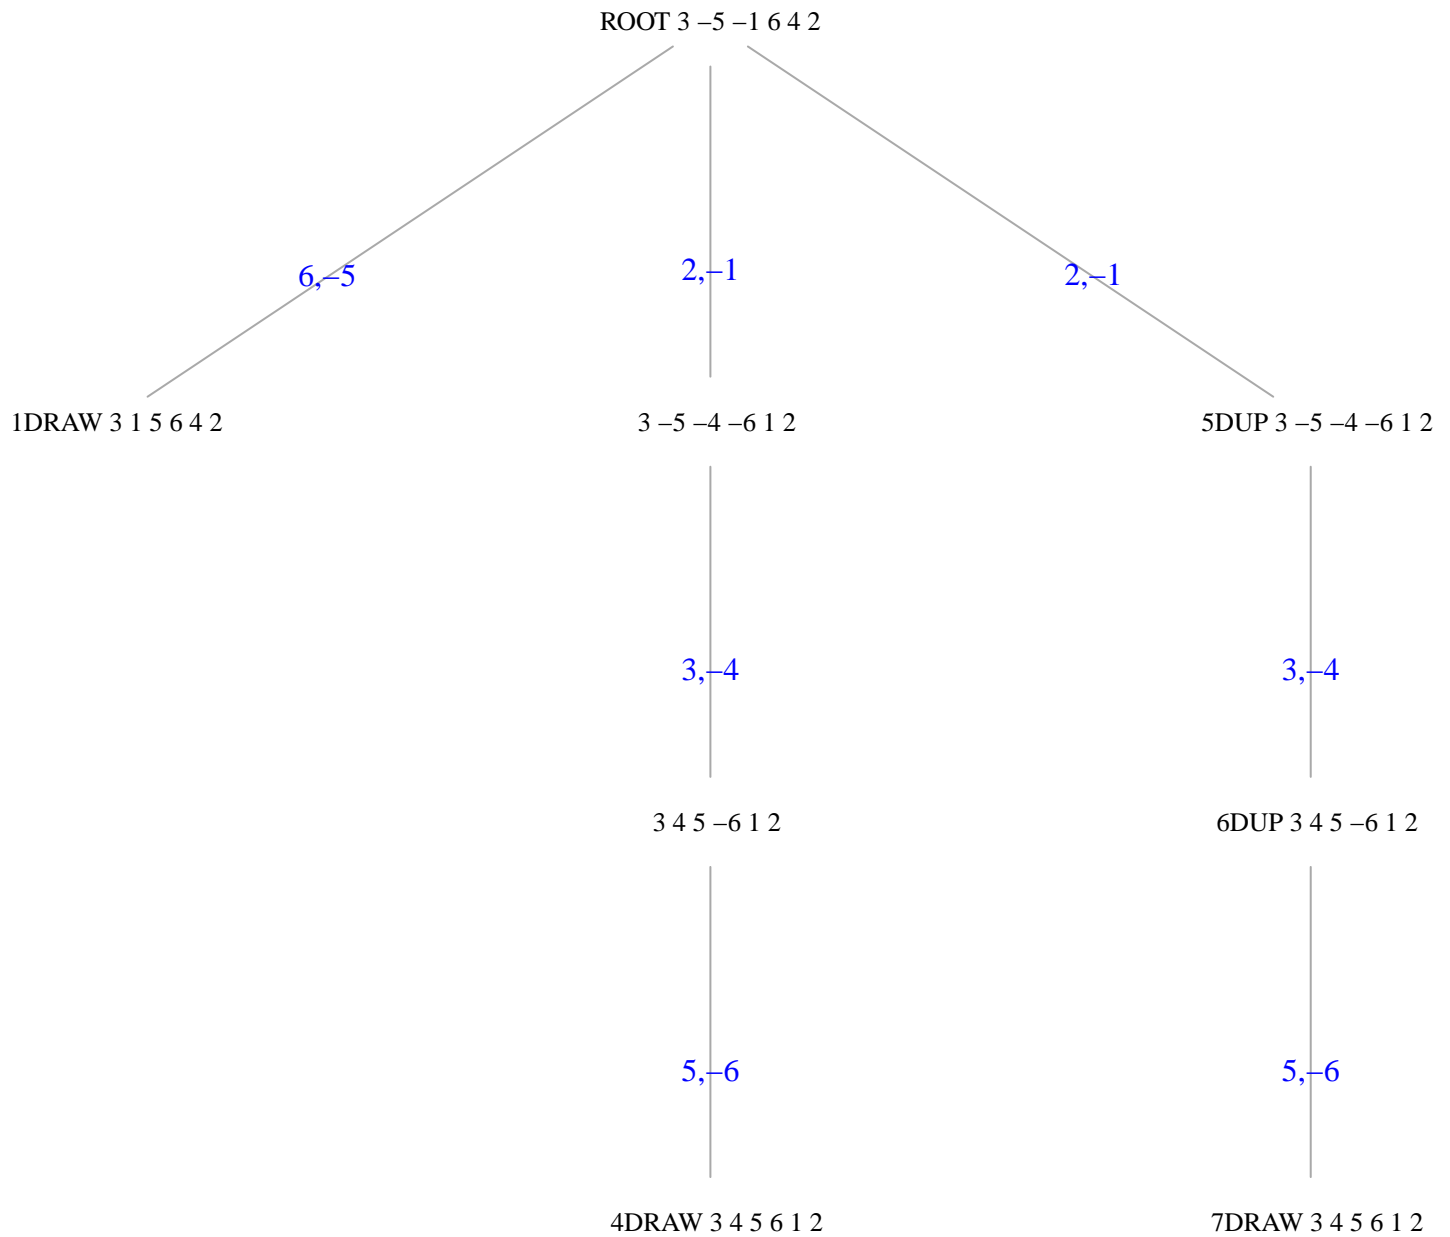 ROOT 3 –5 –1 6 4 2
6,–5
2,–1
2,–1
1DRAW 3 1 5 6 4 2
3 –5 –4 –6 1 2
5DUP 3 –5 –4 –6 1 2
3,–4
3,–4
3 4 5 –6 1 2
6DUP 3 4 5 –6 1 2
5,–6
5,–6
4DRAW 3 4 5 6 1 2
7DRAW 3 4 5 6 1 2